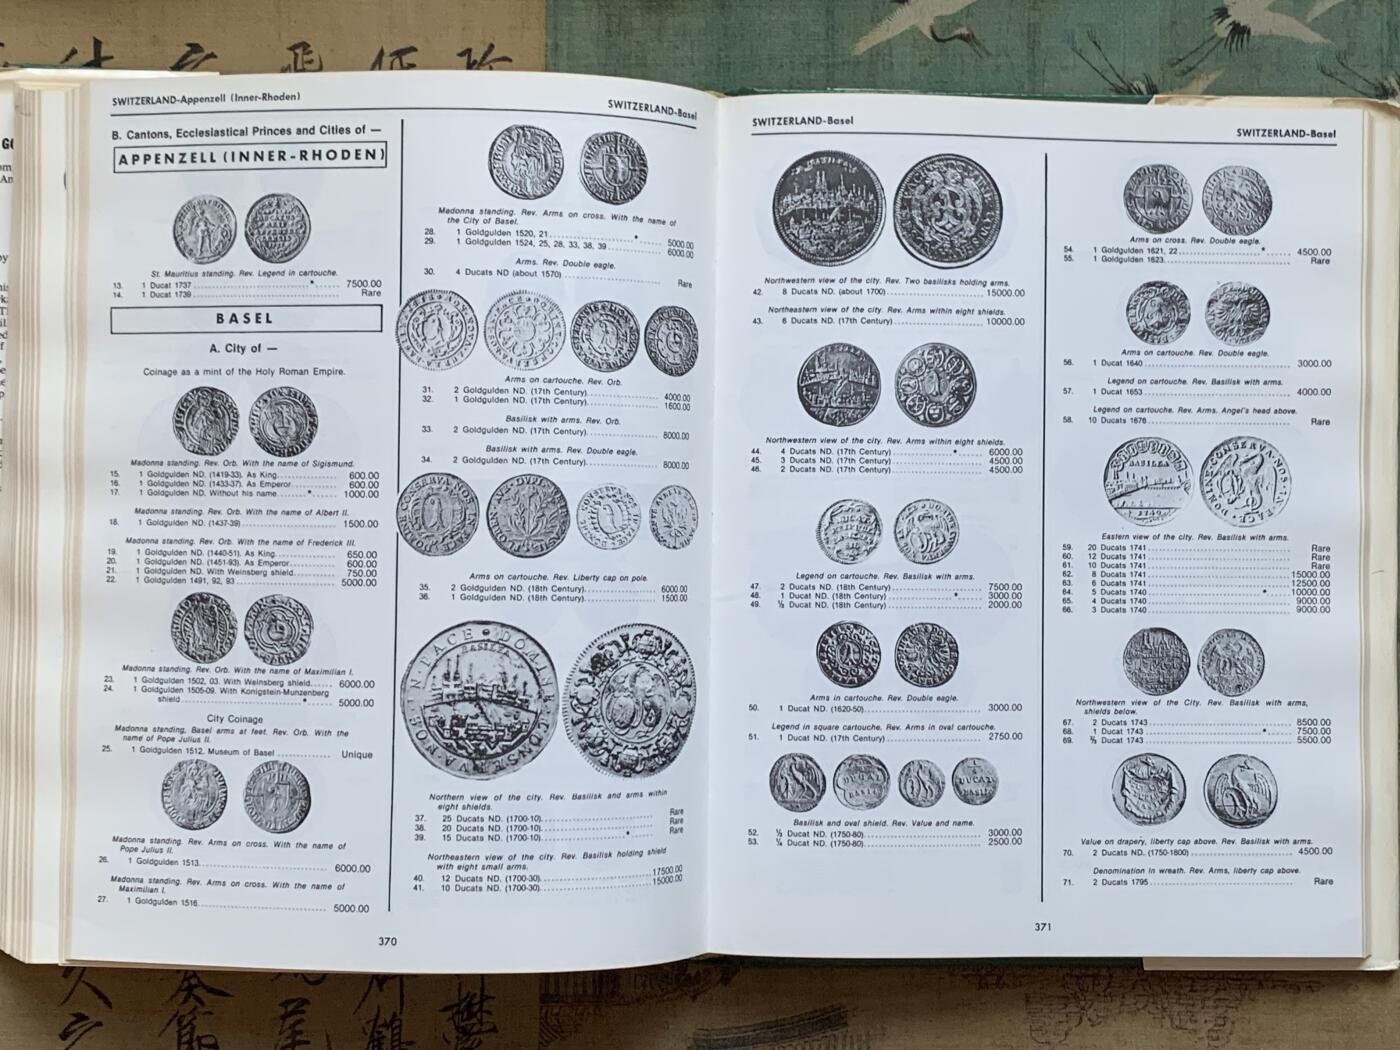 SWITZERLAND-Appenzell (Inner-Rhoden)
SWITZERLAND-Basel
B. Cantons, Ecclesiastical Princes and Cities of —
APPENZELL (INNER-RHODEN)
St. Mauritius standing. Rev. Legend in cartouche.
13. 1 Ducat 1737 * 7500.00
14. 1 Ducat 1739 Rare
BASEL
A. City of —
Coinage as a mint of the Holy Roman Empire.
Madonna standing. Rev. Orb. With the name of Sigismund.
15. 1 Goldgulden ND. (1419-33). As King 600.00
16. 1 Goldgulden ND. (1433-37). As Emperor 600.00
17. 1 Goldgulden ND. Without his name * 1000.00
Madonna standing. Rev. Orb. With the name of Albert II.
18. 1 Goldgulden ND. (1437-39) 1500.00
Madonna standing. Rev. Orb. With the name of Frederick III.
19. 1 Goldgulden ND. (1440-51). As King 650.00
20. 1 Goldgulden ND. (1451-93). As Emperor 600.00
21. 1 Goldgulden ND. With Weinsberg shield 750.00
22. 1 Goldgulden 1491, 92, 93 5000.00
Madonna standing. Rev. Orb. With the name of Maximilian I.
23. 1 Goldgulden 1502, 03. With Weinsberg shield 6000.00
24. 1 Goldgulden 1505-09. With Konigstein-Munzenberg
shield * 5000.00
City Coinage
Madonna standing, Basel arms at feet. Rev. Orb. With the
name of Pope Julius II.
25. 1 Goldgulden 1512. Museum of Basel Unique
Madonna standing. Rev. Arms on cross. With the name of
Pope Julius II.
26. 1 Goldgulden 1513 6000.00
Madonna standing. Rev. Arms on cross. With the name of
Maximilian I.
27. 1 Goldgulden 1516 5000.00
Madonna standing. Rev. Arms on cross. With the name of
the City of Basel.
28. 1 Goldgulden 1520, 21 * 5000.00
29. 1 Goldgulden 1524, 25, 28, 33, 38, 39 6000.00
Arms. Rev. Double eagle.
30. 4 Ducats ND (about 1570) Rare
Arms on cartouche. Rev. Orb.
31. 2 Goldgulden ND. (17th Century) 4000.00
32. 1 Goldgulden ND. (17th Century) 1600.00
Basilisk with arms. Rev. Orb.
33. 2 Goldgulden ND. (17th Century) 8000.00
Basilisk with arms. Rev. Double eagle.
34. 2 Goldgulden ND. (17th Century) 8000.00
Arms on cartouche. Rev. Liberty cap on pole.
35. 2 Goldgulden ND. (18th Century) 6000.00
36. 1 Goldgulden ND. (18th Century) 1500.00
Northern view of the city. Rev. Basilisk and arms within
eight shields.
37. 25 Ducats ND. (1700-10) Rare
38. 20 Ducats ND. (1700-10) Rare
39. 15 Ducats ND. (1700-10) * Rare
Northeastern view of the city. Rev. Basilisk holding shield
with eight small arms.
40. 12 Ducats ND. (1700-30) 17500.00
41. 10 Ducats ND. (1700-30) 15000.00
370
SWITZERLAND-Basel
SWITZERLAND-Basel
Northwestern view of the city. Rev. Two basilisks holding arms.
42. 8 Ducats ND. (about 1700) 15000.00
Northeastern view of the city. Rev. Arms within eight shields.
43. 6 Ducats ND. (17th Century) 10000.00
Northwestern view of the city. Rev. Arms within eight shields.
44. 4 Ducats ND. (17th Century) * 6000.00
45. 3 Ducats ND. (17th Century) 4500.00
46. 2 Ducats ND. (17th Century) 4500.00
Legend on cartouche. Rev. Basilisk with arms.
47. 2 Ducats ND. (18th Century) 7500.00
48. 1 Ducat ND. (18th Century) * 3000.00
49. ½ Ducat ND. (18th Century) 2000.00
Arms in cartouche. Rev. Double eagle.
50. 1 Ducat ND. (1620-50) 3000.00
Legend in square cartouche. Rev. Arms in oval cartouche.
51. 1 Ducat ND. (17th Century) 2750.00
Basilisk and oval shield. Rev. Value and name.
52. ½ Ducat ND. (1750-80) 3000.00
53. ¼ Ducat ND. (1750-80) 2500.00
Arms on cross. Rev. Double eagle.
54. 1 Goldgulden 1621, 22 * 4500.00
55. 1 Goldgulden 1623 Rare
Arms on cartouche. Rev. Double eagle.
56. 1 Ducat 1640 3000.00
Legend on cartouche. Rev. Basilisk with arms.
57. 1 Ducat 1653 4000.00
Legend on cartouche. Rev. Arms. Angel's head above.
58. 10 Ducats 1676 Rare
Eastern view of the city. Rev. Basilisk with arms.
59. 20 Ducats 1741 Rare
60. 12 Ducats 1741 Rare
61. 10 Ducats 1741 Rare
62. 8 Ducats 1741 15000.00
63. 6 Ducats 1741 12500.00
64. 5 Ducats 1740 * 10000.00
65. 4 Ducats 1740 9000.00
66. 3 Ducats 1740 9000.00
Northwestern view of the City. Rev. Basilisk with arms,
shields below.
67. 2 Ducats 1743 8500.00
68. 1 Ducat 1743 * 7500.00
69. Ducat 1743 5500.00
Value on drapery, liberty cap above. Rev. Basilisk with arms.
70. 2 Ducats ND. (1750-1800) 4500.00
Denomination in wreath. Rev. Arms, liberty cap above.
71. 2 Ducats 1795 Rare
371